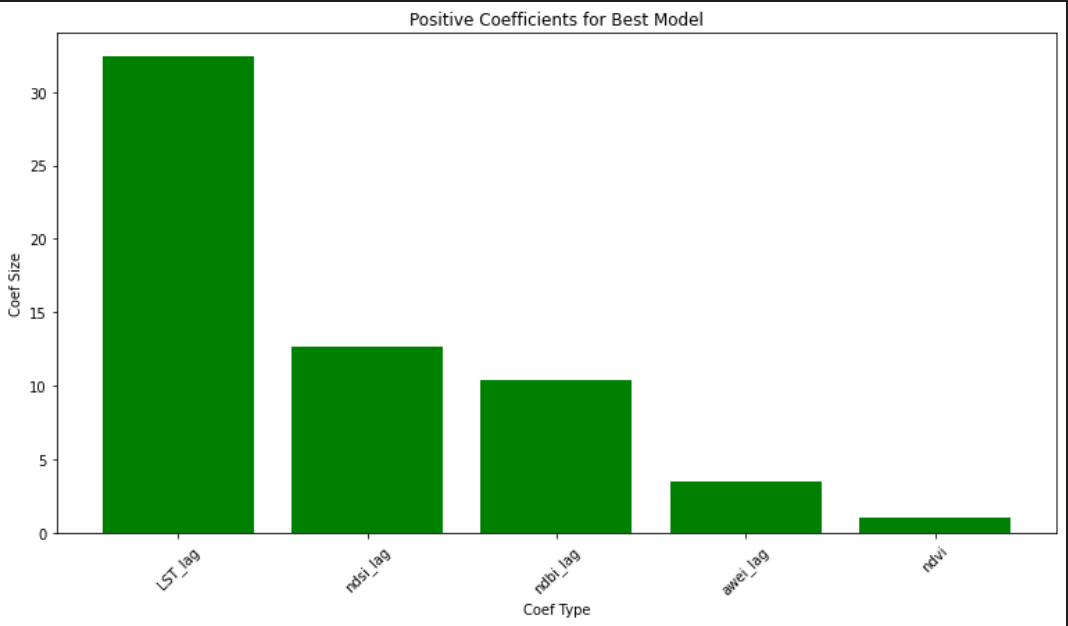 Positive Coefficients for Best Model
Coef Size
30
25
20
15
10
5
0
LST_lag
ndsi_lag
ndbi_lag
awei_lag
ndvi
Coef Type